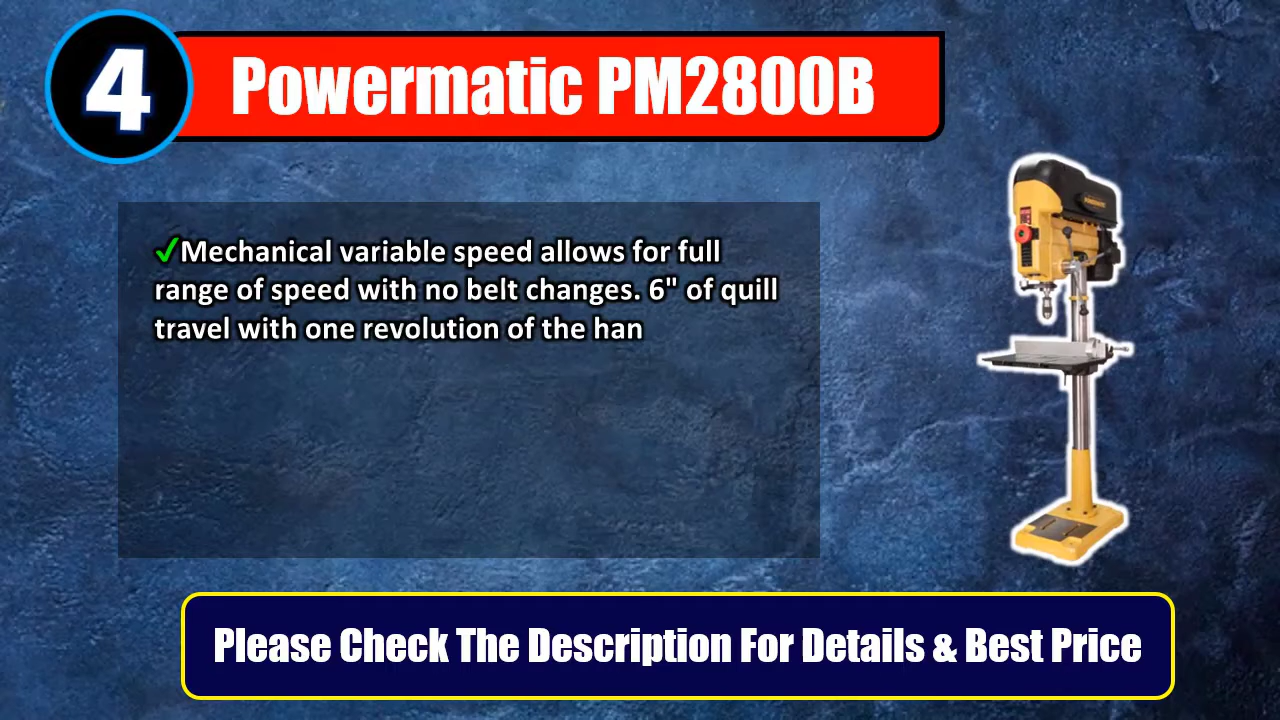 4
Powermatic PM2800B
✓Mechanical variable speed allows for full
range of speed with no belt changes. 6" of quill
travel with one revolution of the han
Please Check The Description For Details & Best Price